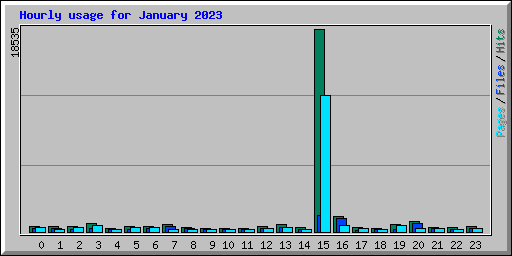 Hourly usage for January 2023
18535
Pages/Files/Hits
0 1 2 3 4 5 6 7 8 9 10 11 12 13 14 15 16 17 18 19 20 21 22 23